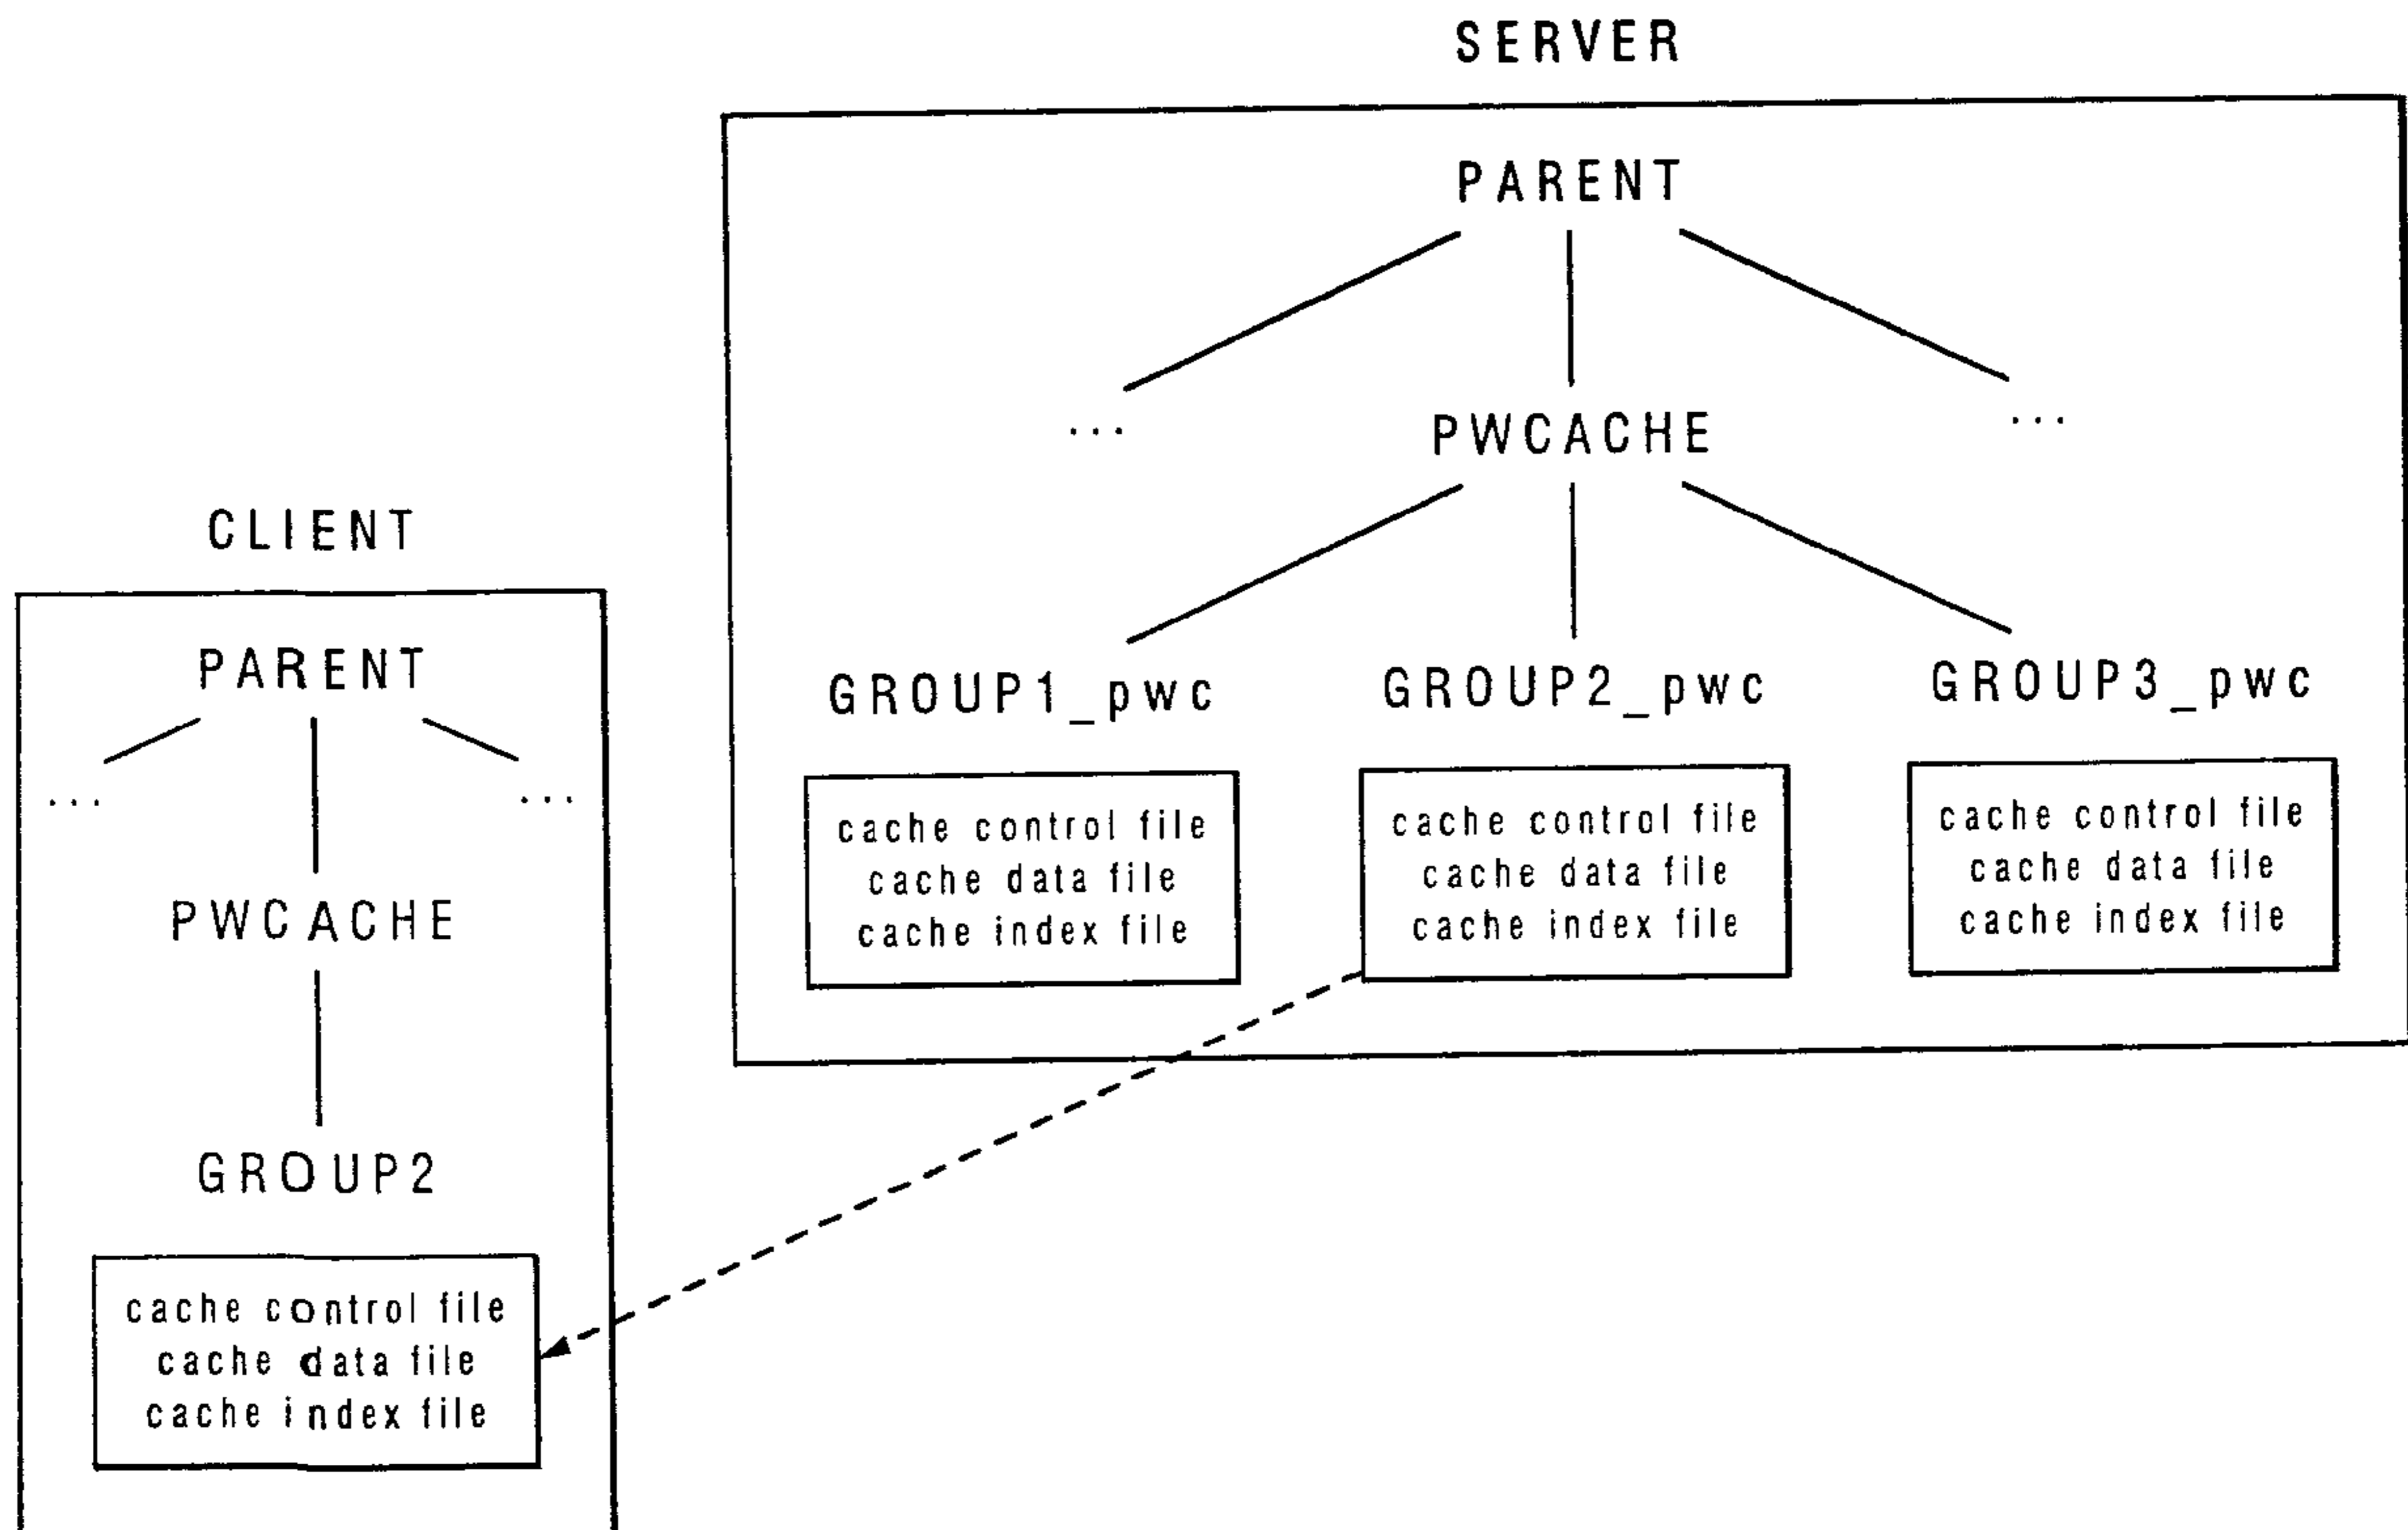 SERVER
PARENT
... PWCACHE ...
GROUP1_pwc GROUP2_pwc GROUP3_pwc
cache control file
cache data file
cache index file
cache control file
cache data file
cache index file
cache control file
cache data file
cache index file
CLIENT
PARENT
... ...
PWCACHE
GROUP2
cache control file
cache data file
cache index file